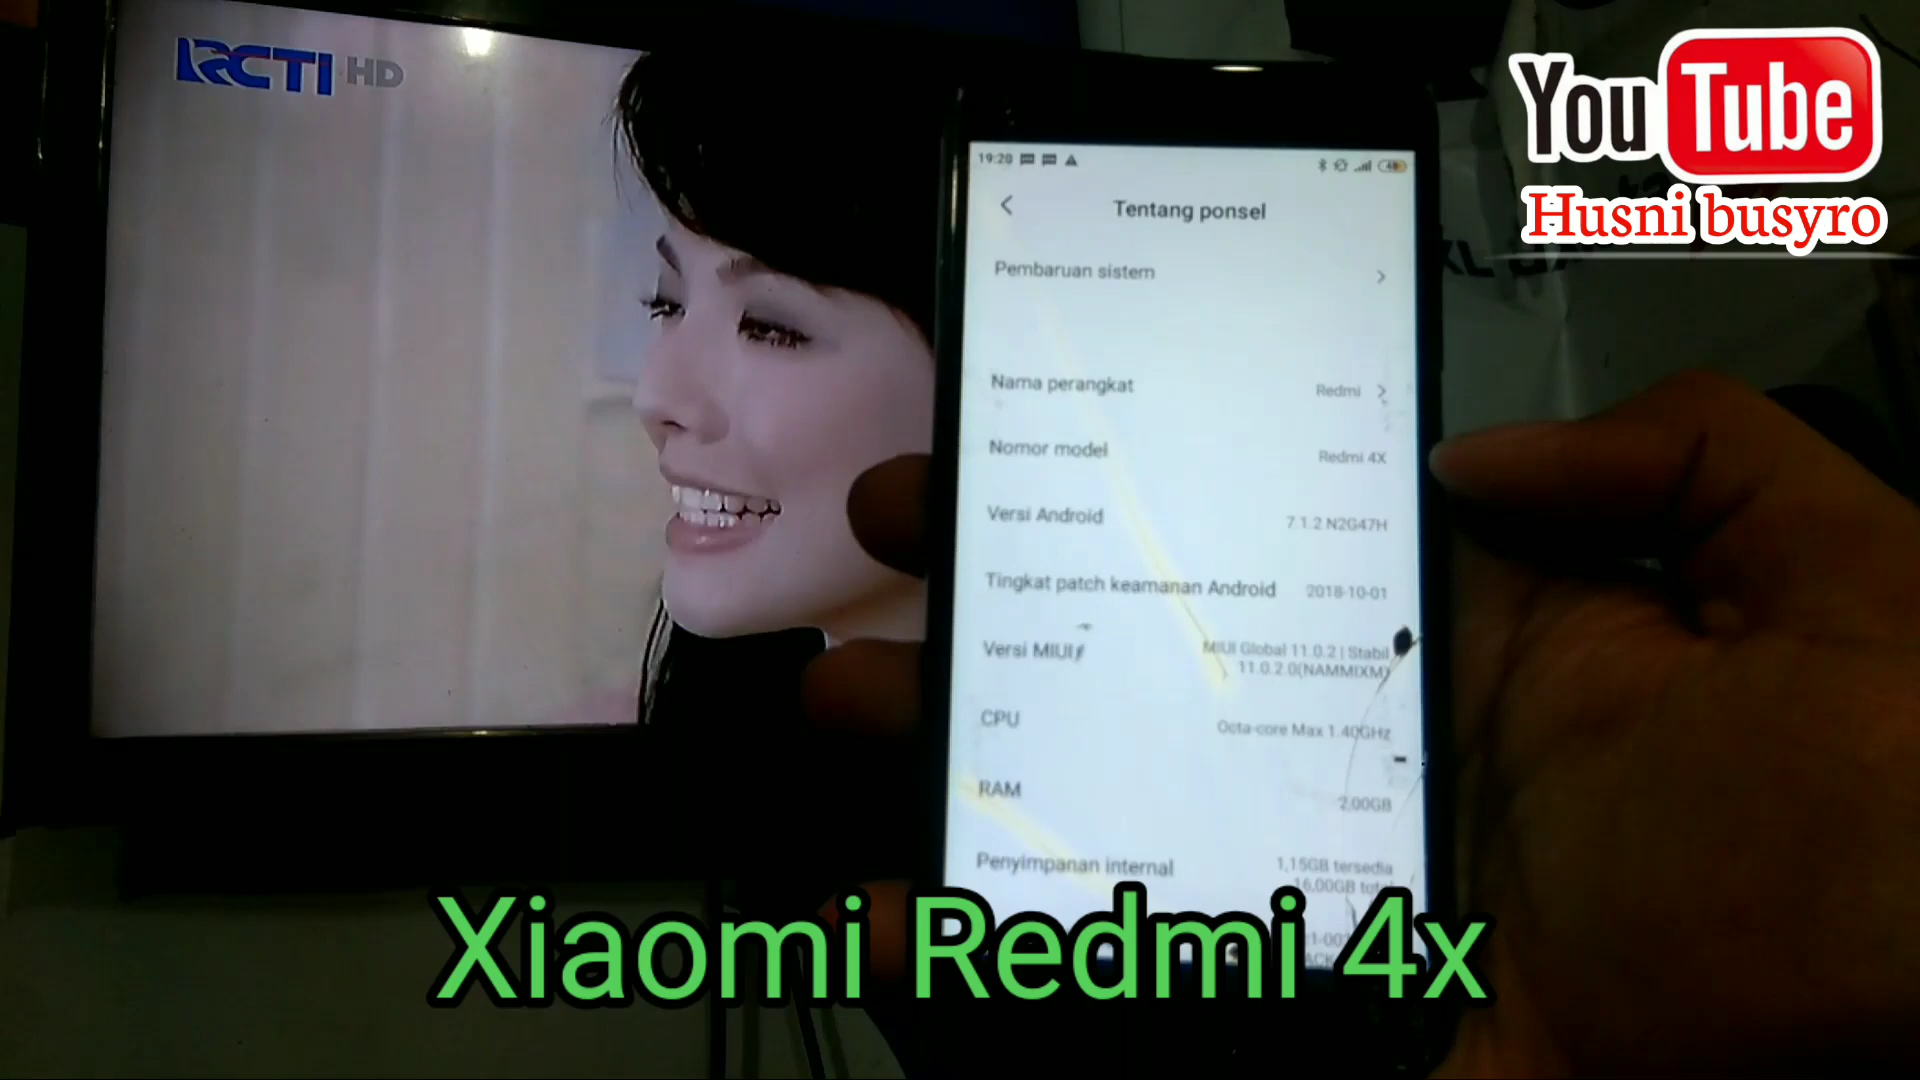 RCTI HD
YouTube
Husni busyro
19:20
Tentang ponsel
Pembaruan sistem
Nama perangkat Redmi
Nomor model Redmi 4X
Versi Android 7.1.2 N2G47H
Tingkat patch keamanan Android 2018-10-01
Versi MIUI MIUI Global 11.0.2 | Stabil
11.0.2.0(NAMMIXM)
CPU Octa-core Max 1.40GHz
RAM 2,00GB
Penyimpanan internal 1,15GB tersedia
16,00GB total
Xiaomi Redmi 4x